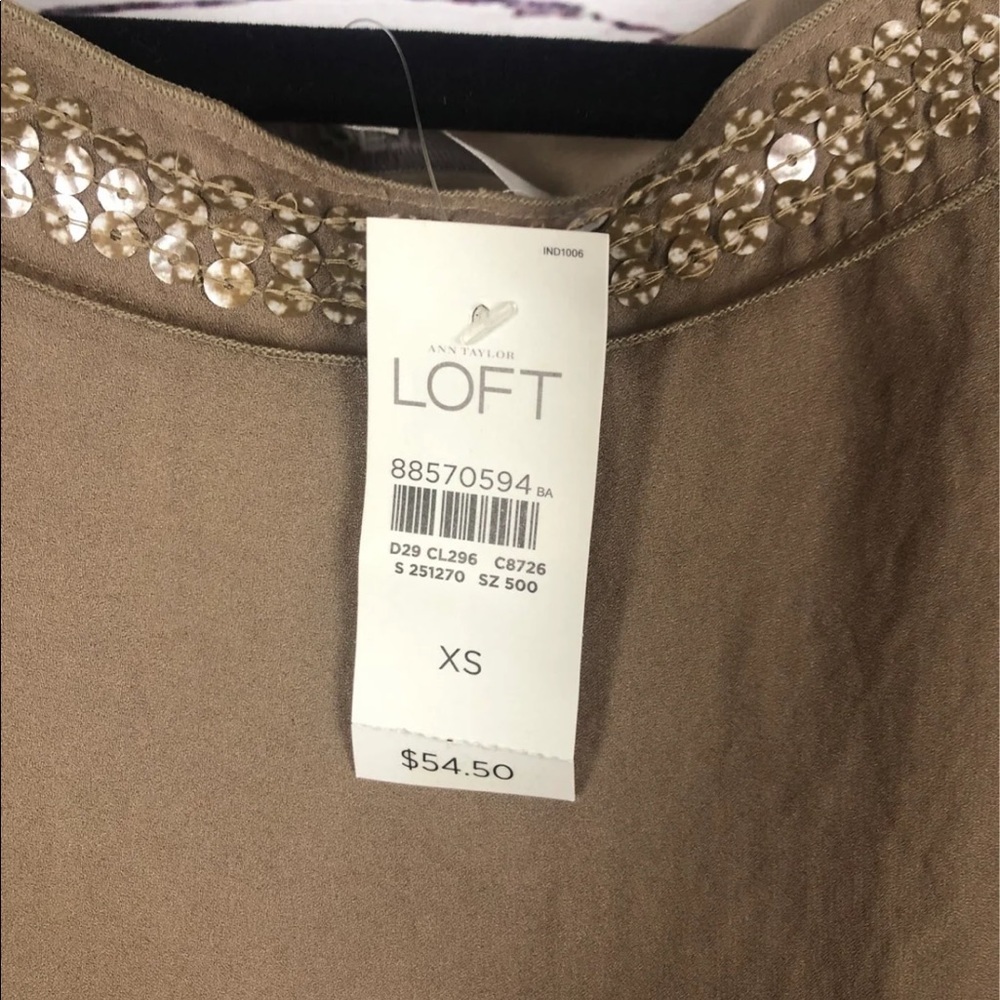 IND1006
ANN TAYLOR
LOFT
88570594 BA
D29 CL296 C8726
S 251270 SZ 500
XS
$54.50